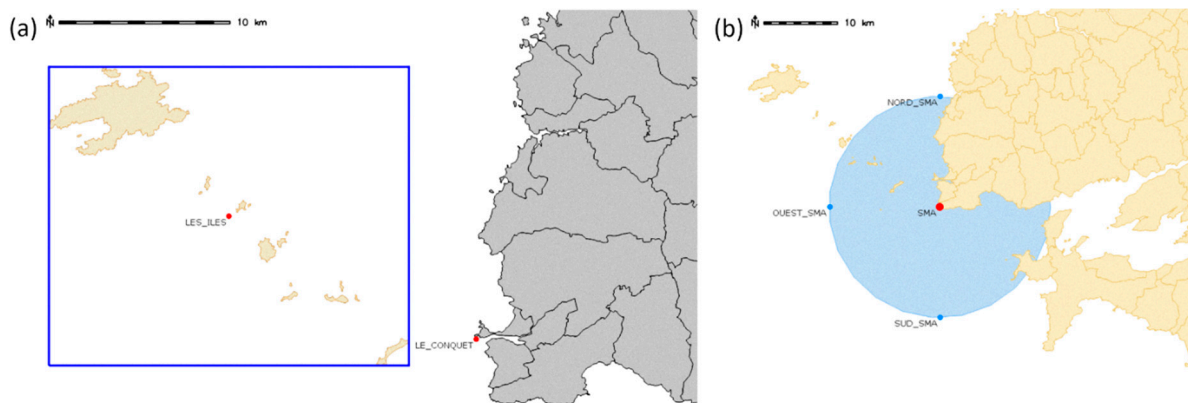 (a)
N
10 km
LES_ILES
LE_CONQUET
(b)
N
10 km
NORD_SMA
OUEST_SMA
SMA
SUD_SMA